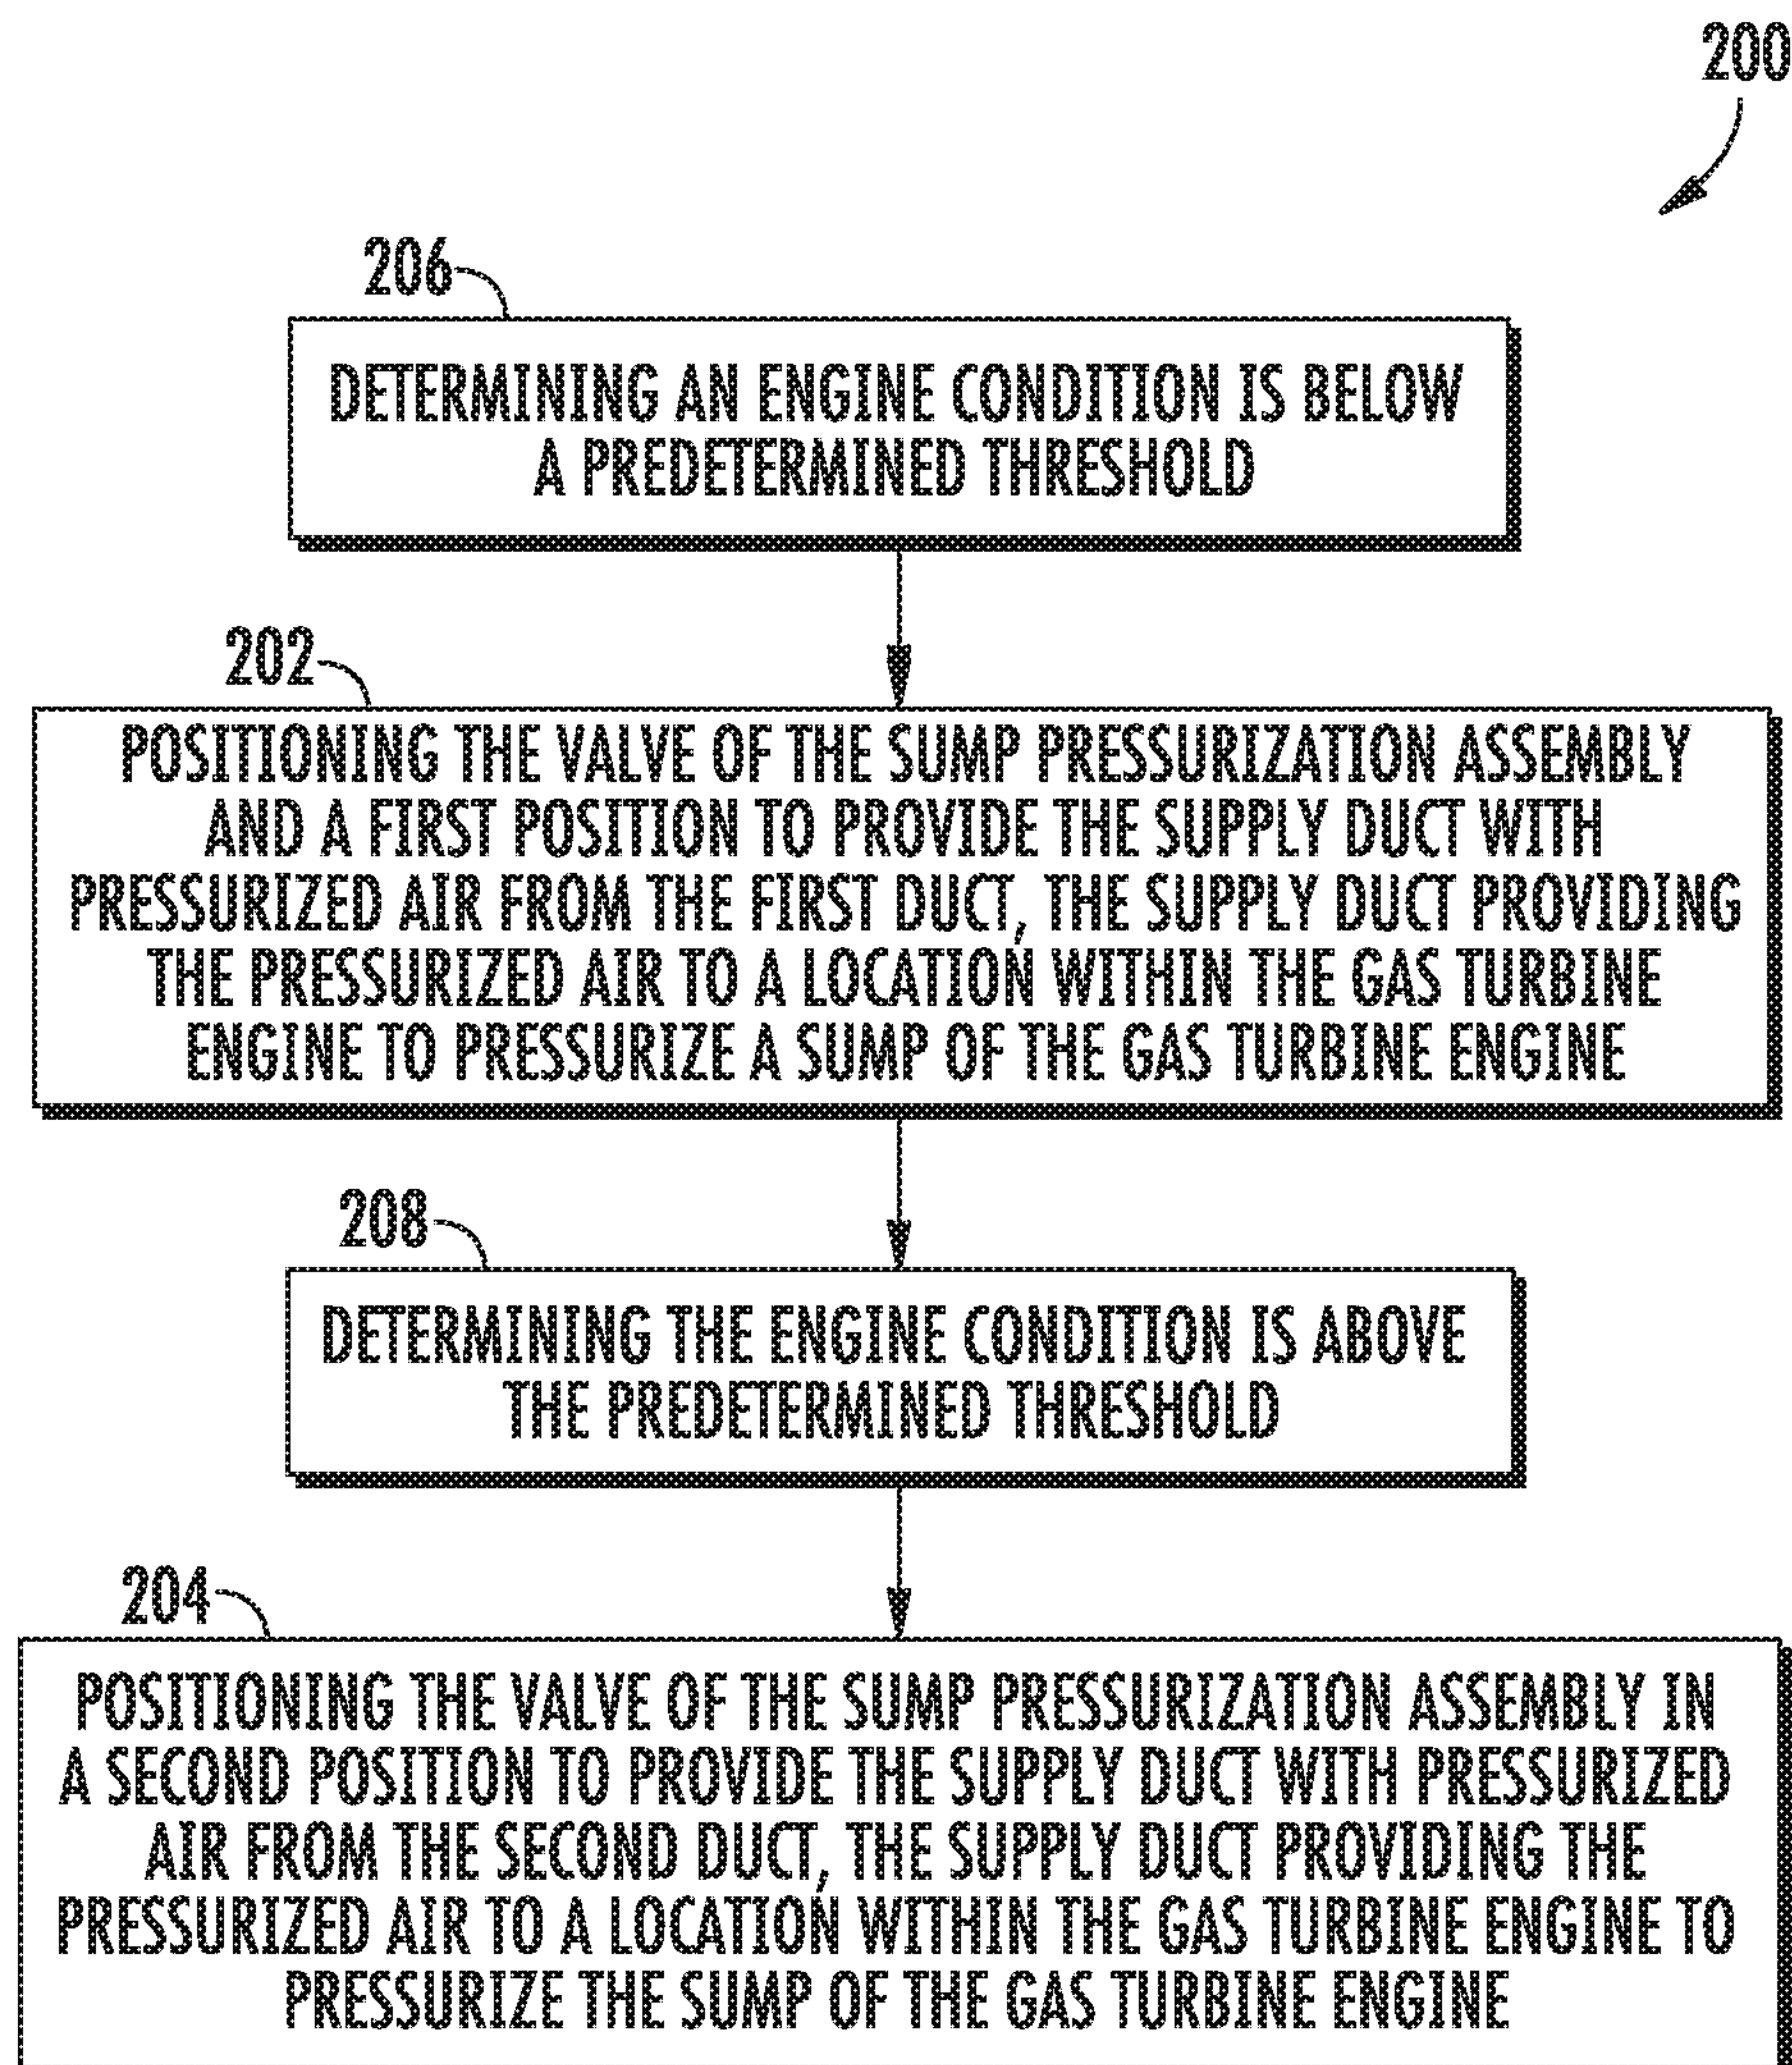 200
206
DETERMINING AN ENGINE CONDITION IS BELOW
A PREDETERMINED THRESHOLD
202
POSITIONING THE VALVE OF THE SUMP PRESSURIZATION ASSEMBLY
AND A FIRST POSITION TO PROVIDE THE SUPPLY DUCT WITH
PRESSURIZED AIR FROM THE FIRST DUCT, THE SUPPLY DUCT PROVIDING
THE PRESSURIZED AIR TO A LOCATION WITHIN THE GAS TURBINE
ENGINE TO PRESSURIZE A SUMP OF THE GAS TURBINE ENGINE
208
DETERMINING THE ENGINE CONDITION IS ABOVE
THE PREDETERMINED THRESHOLD
204
POSITIONING THE VALVE OF THE SUMP PRESSURIZATION ASSEMBLY IN
A SECOND POSITION TO PROVIDE THE SUPPLY DUCT WITH PRESSURIZED
AIR FROM THE SECOND DUCT, THE SUPPLY DUCT PROVIDING THE
PRESSURIZED AIR TO A LOCATION WITHIN THE GAS TURBINE ENGINE TO
PRESSURIZE THE SUMP OF THE GAS TURBINE ENGINE